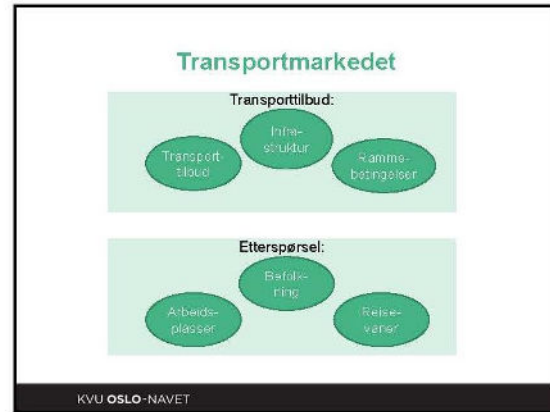 Transportmarkedet
Transporttilbud:
Infra-
struktur
Transport-
tilbud
Ramme-
betingelser
Etterspørsel:
Befolk-
ning
Arbeids-
plasser
Reise-
vaner
KVU OSLO-NAVET